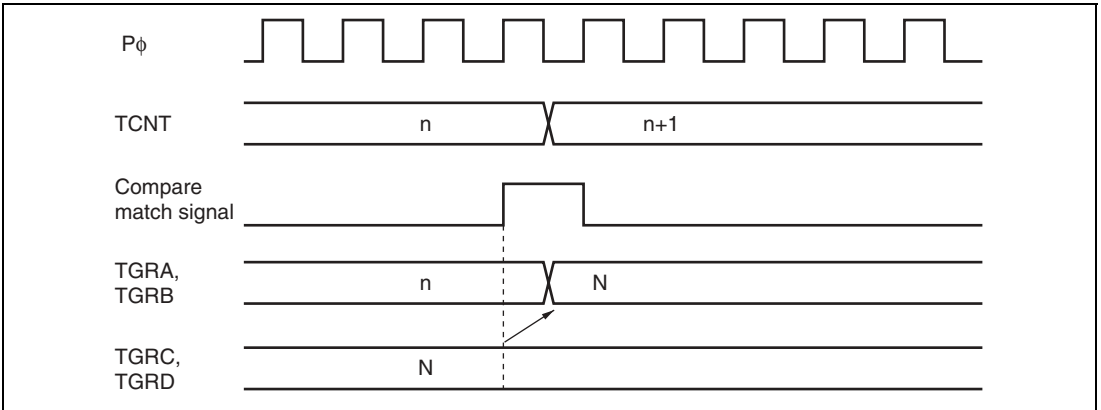 Pϕ
TCNT
n
n+1
Compare
match signal
TGRA,
TGRB
n
N
TGRC,
TGRD
N